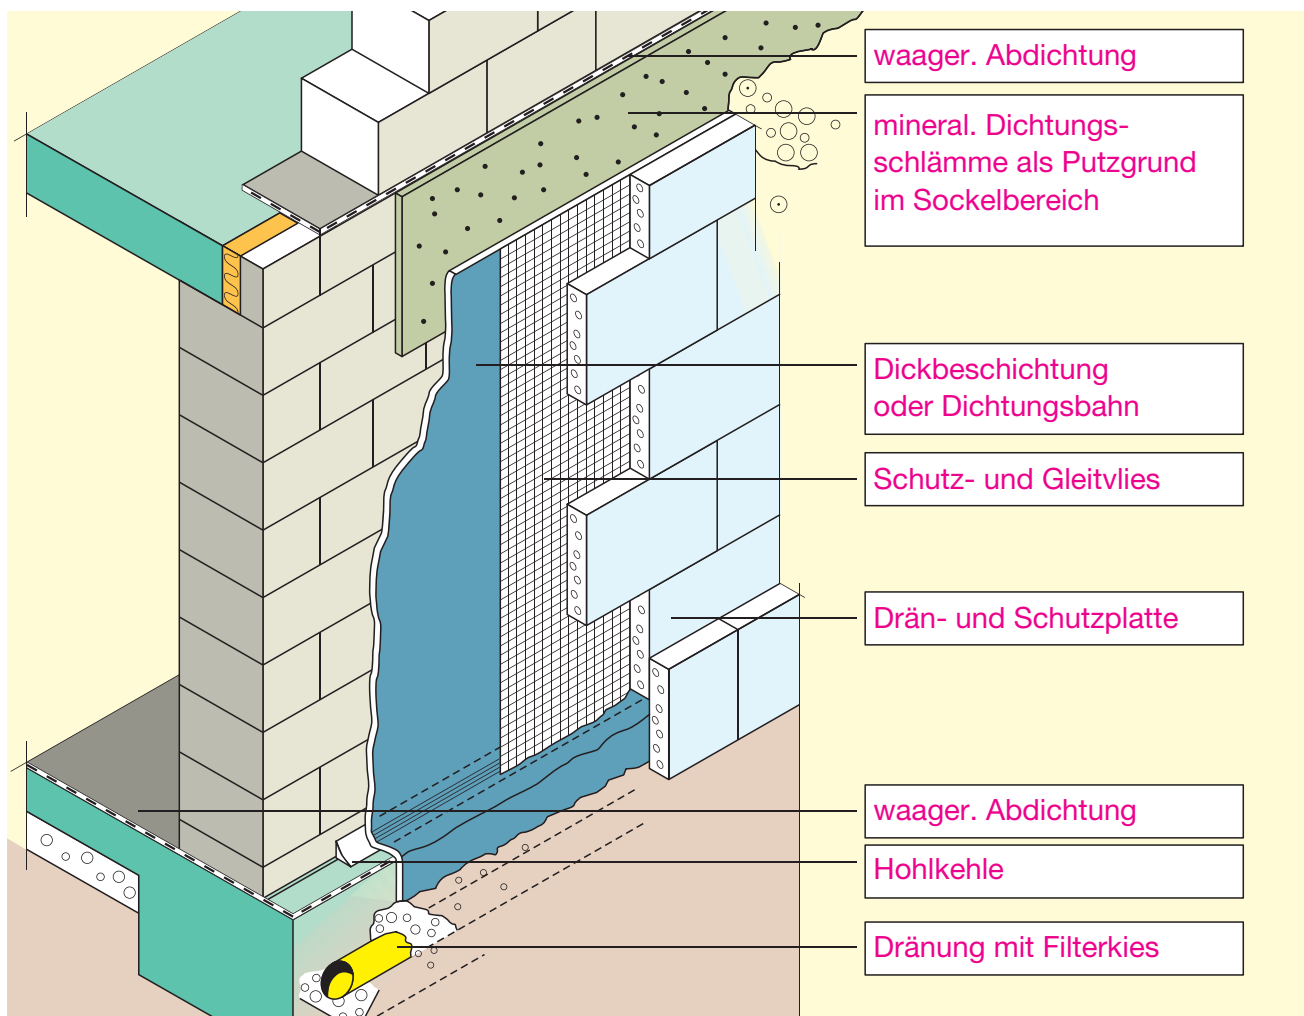 waager. Abdichtung
mineral. Dichtungs-
schlämme als Putzgrund
im Sockelbereich
Dickbeschichtung
oder Dichtungsbahn
Schutz- und Gleitvlies
Drän- und Schutzplatte
waager. Abdichtung
Hohlkehle
Dränung mit Filterkies